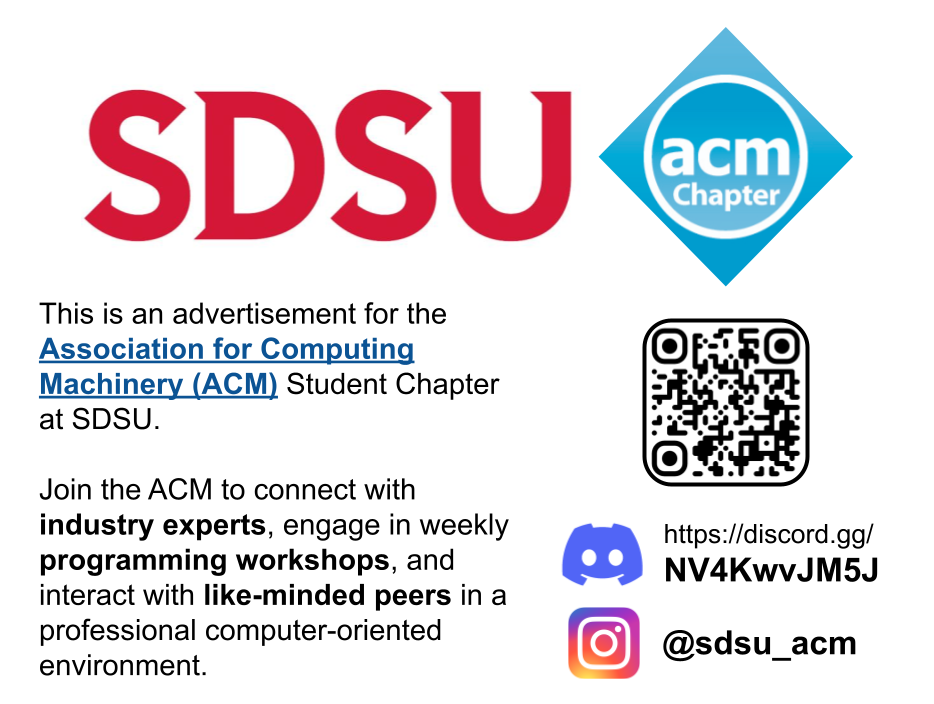 SDSU
acm
Chapter
This is an advertisement for the
Association for Computing
Machinery (ACM) Student Chapter
at SDSU.
Join the ACM to connect with
industry experts, engage in weekly
programming workshops, and
interact with like-minded peers in a
professional computer-oriented
environment.
https://discord.gg/
NV4KwvJM5J
@sdsu_acm